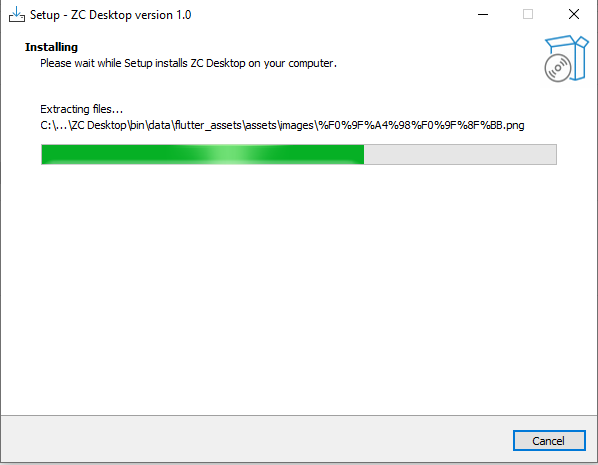 Setup - ZC Desktop version 1.0
Installing
Please wait while Setup installs ZC Desktop on your computer.
Extracting files...
C:\...\ZC Desktop\bin\data\flutter_assets\assets\images\%F0%9F%A4%98%F0%9F%8F%BB.png
Cancel